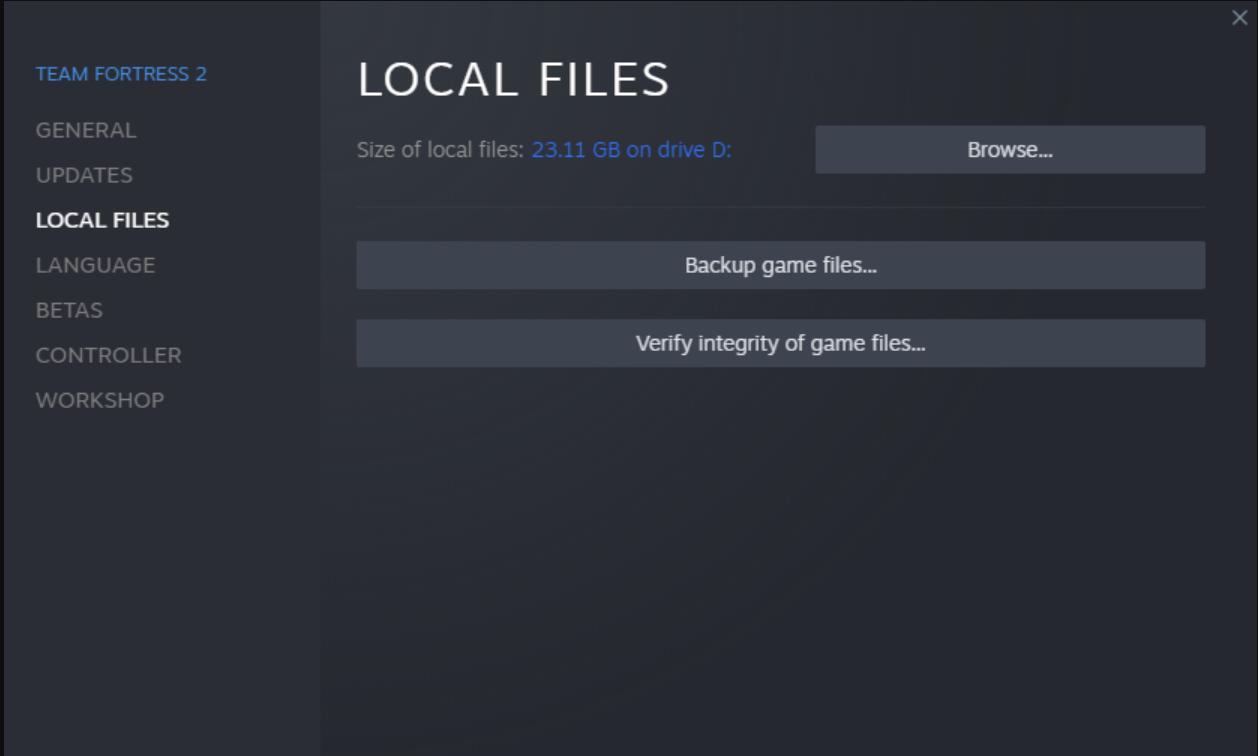 TEAM FORTRESS 2
GENERAL
UPDATES
LOCAL FILES
LANGUAGE
BETAS
CONTROLLER
WORKSHOP
LOCAL FILES
Size of local files: 23.11 GB on drive D:
Browse...
Backup game files...
Verify integrity of game files...